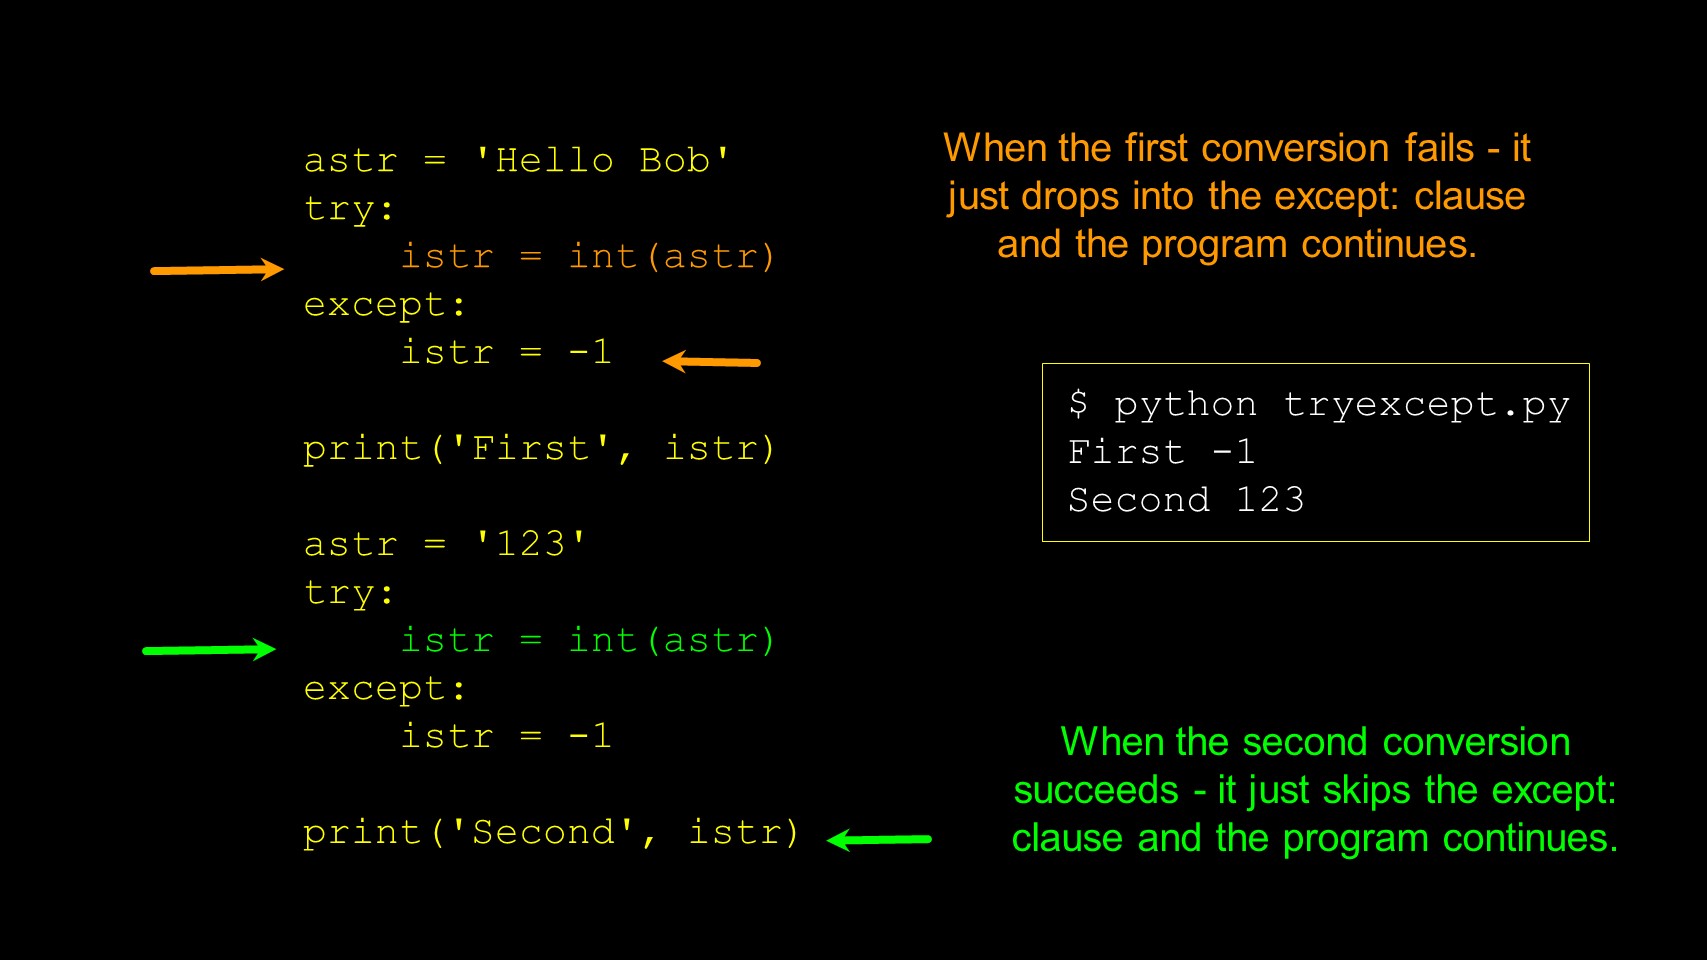 astr = 'Hello Bob'
try:
    istr = int(astr)
except:
    istr = -1
print('First', istr)
astr = '123'
try:
    istr = int(astr)
except:
    istr = -1
print('Second', istr)
When the first conversion fails - it
just drops into the except: clause
and the program continues.
$ python tryexcept.py
First -1
Second 123
When the second conversion
succeeds - it just skips the except:
clause and the program continues.